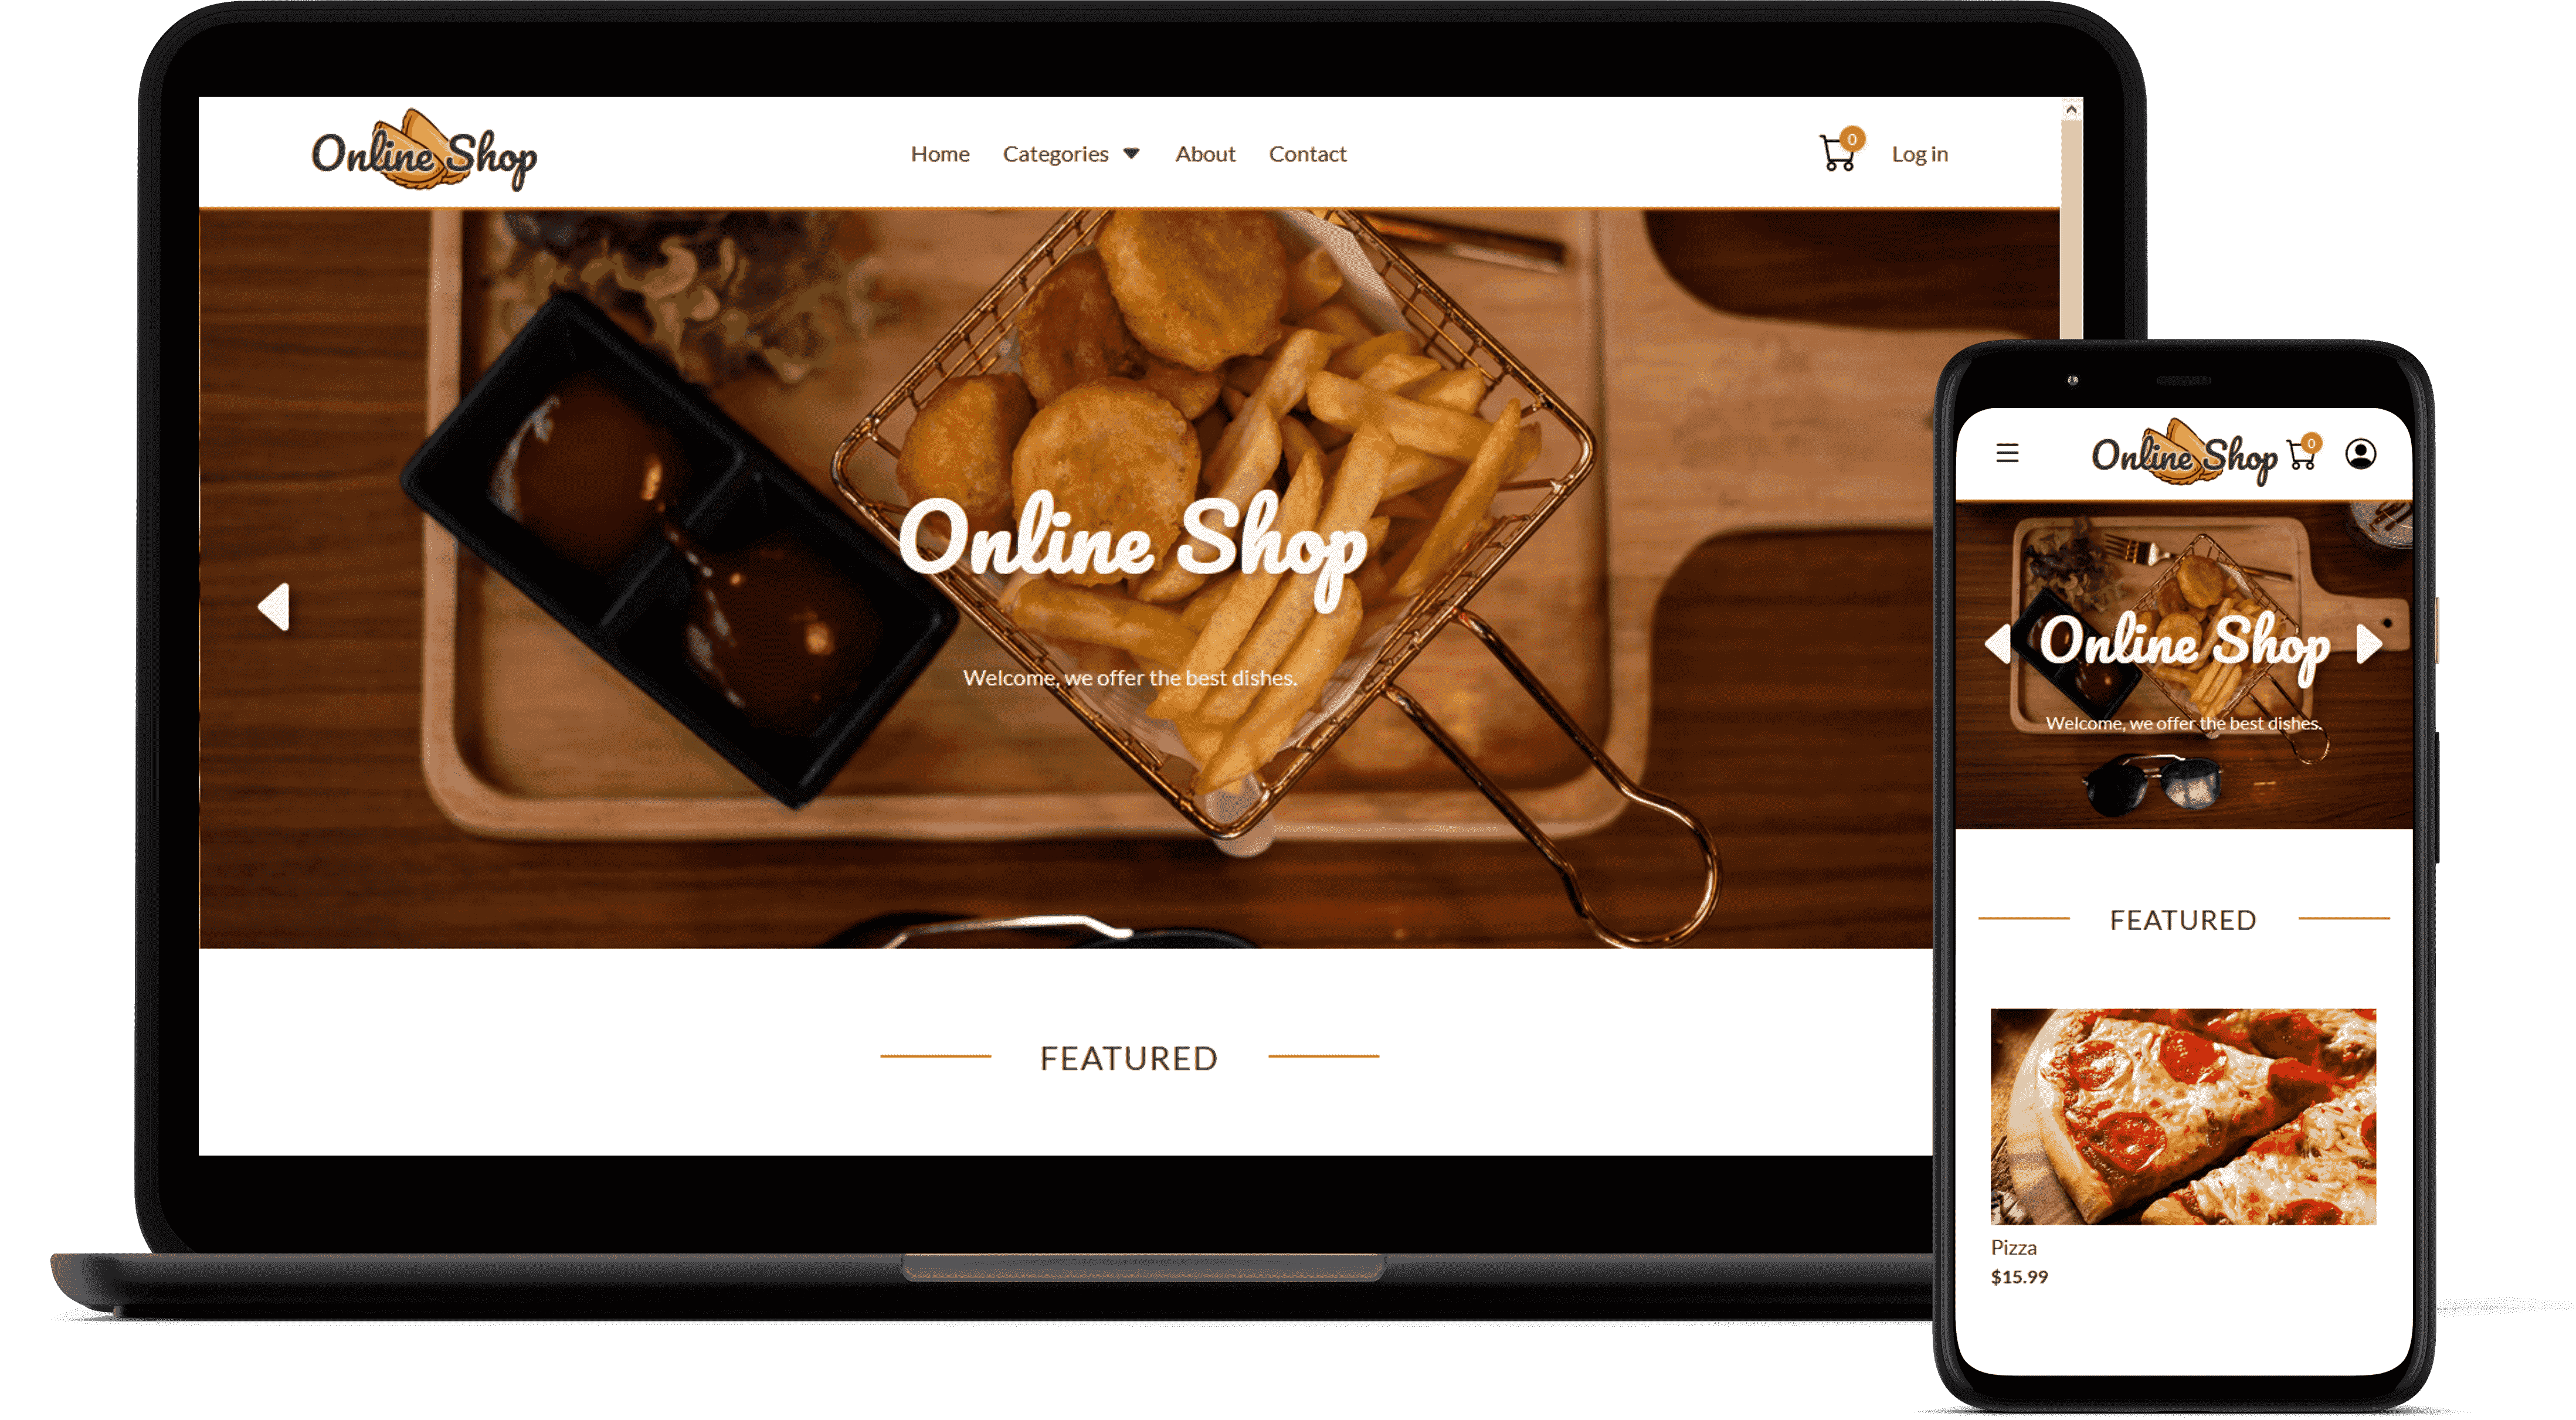 Online Shop
Home Categories About Contact
0 Log in
Online Shop
Welcome, we offer the best dishes.
FEATURED
Online Shop 0
Online Shop
Welcome, we offer the best dishes.
FEATURED
Pizza
$15.99